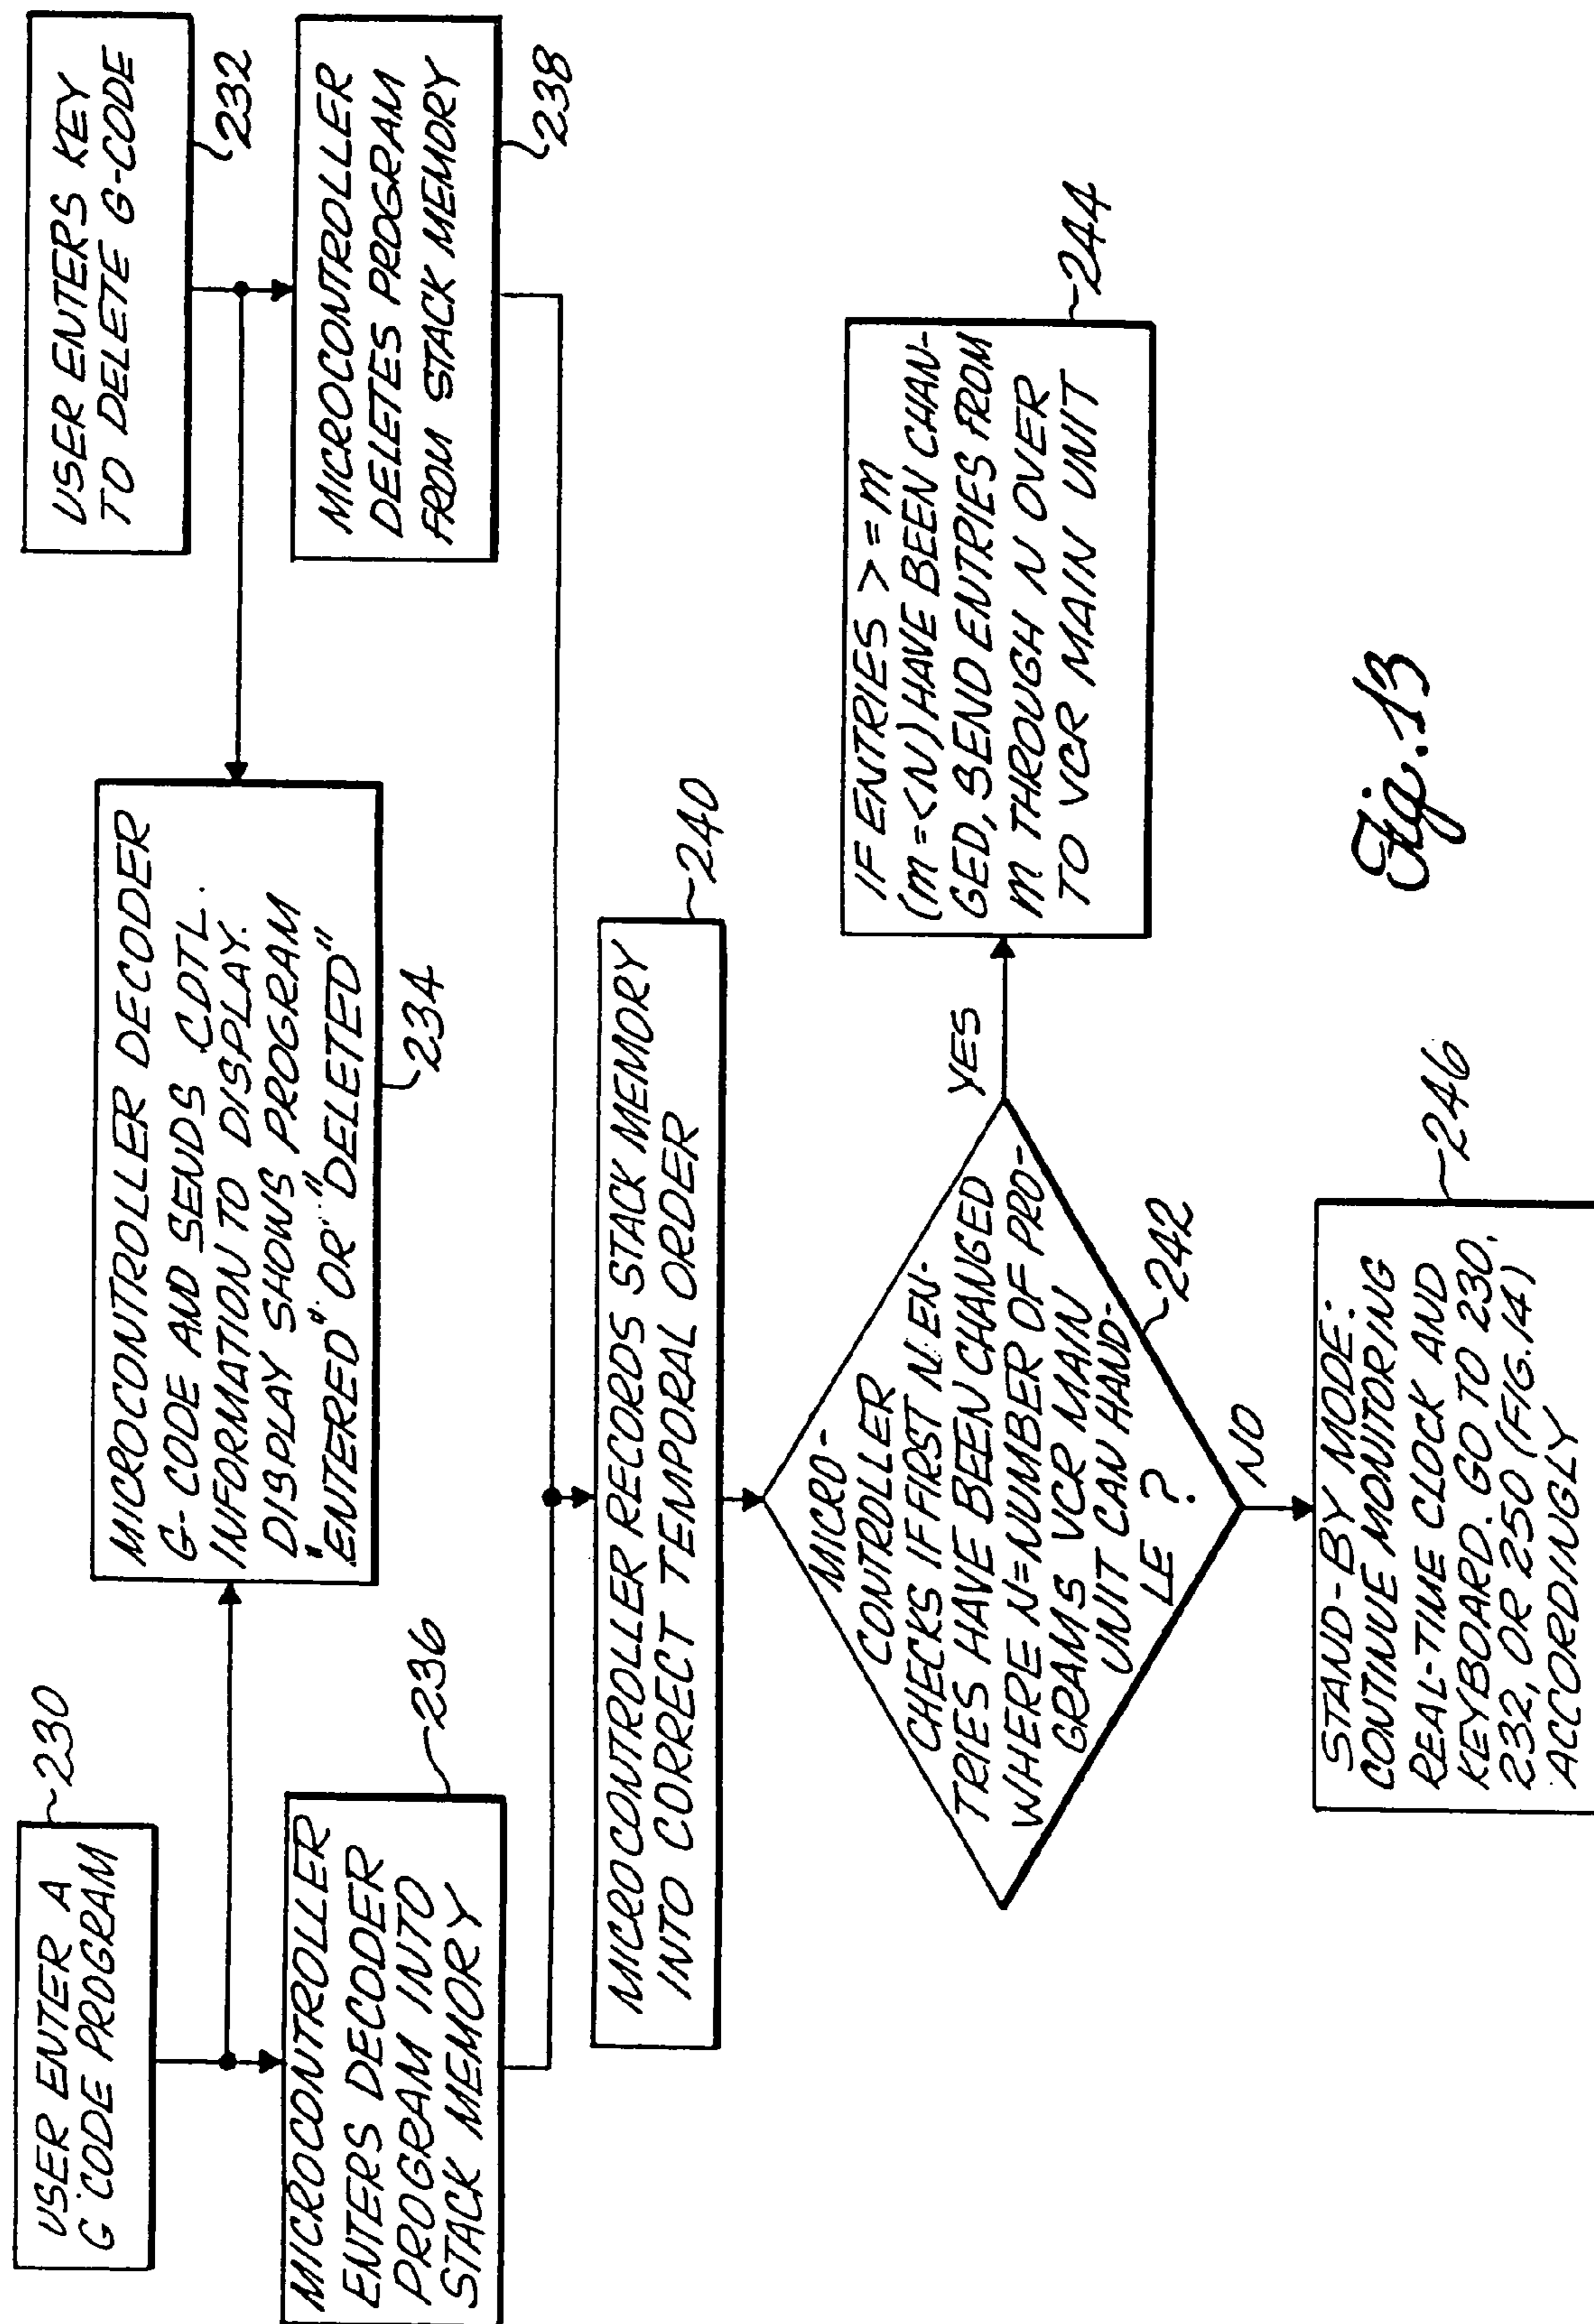 USER ENTER A
G CODE PROGRAM
230
USER ENTERS KEY
TO DELETE G-CODE
232
MICROCONTROLLER DECODER
G-CODE AND SENDS CDTL.
INFORMATION TO DISPLAY.
DISPLAY SHOWS PROGRAM
"ENTERED" OR "DELETED"
234
MICROCONTROLLER
ENTERS DECODER
PROGRAM INTO
STACK MEMORY
236
MICROCONTROLLER
DELETES PROGRAM
FROM STACK MEMORY
238
MICROCONTROLLER RECORDS STACK MEMORY
INTO CORRECT TEMPORAL ORDER
240
MICRO-
CONTROLLER
CHECKS IF FIRST N EN-
TRIES HAVE BEEN CHANGED
WHERE N=NUMBER OF PRO-
GRAMS VCR MAIN
UNIT CAN HAND-
LE ?
242
YES
IF ENTRIES >=M
(M=<N) HAVE BEEN CHAN-
GED, SEND ENTRIES FROM
M THROUGH N OVER
TO VCR MAIN UNIT
244
NO
STAND-BY MODE:
CONTINUE MONITORING
REAL-TIME CLOCK AND
KEYBOARD. GO TO 230,
232, OR 250 (FIG.14)
ACCORDINGLY
246
Fig. 13